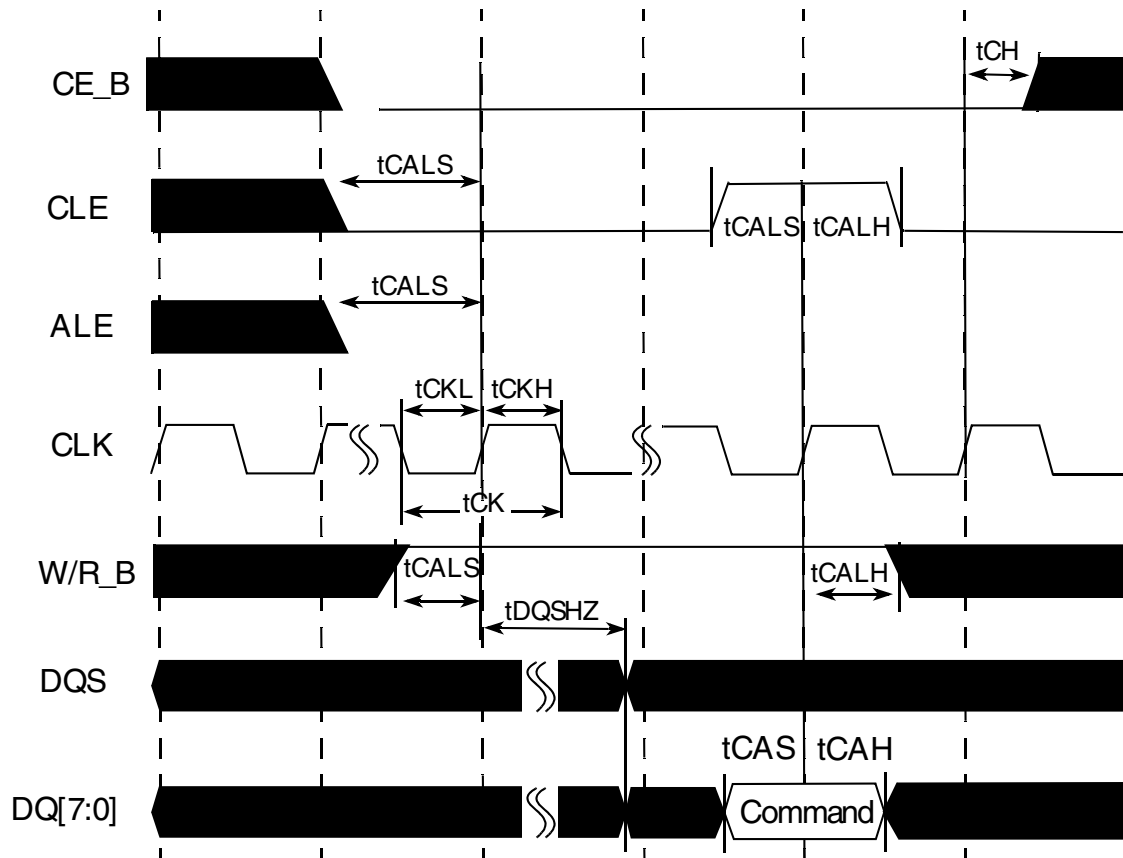 tCH
CE_B
tCALS
CLE
tCALS tCALH
tCALS
ALE
tCKL tCKH
CLK
tCK
W/R_B
tCALS
tCALH
tDQSHZ
DQS
tCAS tCAH
DQ[7:0]
Command